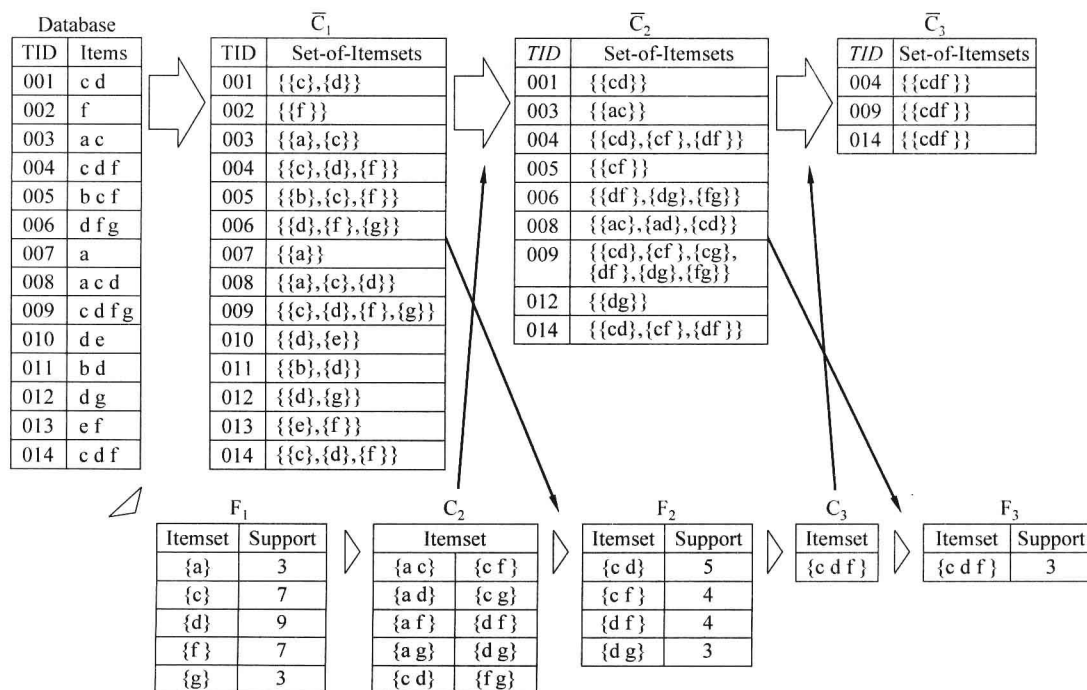 Database
TID Items
001 c d
002 f
003 a c
004 c d f
005 b c f
006 d f g
007 a
008 a c d
009 c d f g
010 d e
011 b d
012 d g
013 e f
014 c d f
C̅₁
TID Set-of-Itemsets
001 {{c},{d}}
002 {{f }}
003 {{a},{c}}
004 {{c},{d},{f }}
005 {{b},{c},{f }}
006 {{d},{f },{g}}
007 {{a}}
008 {{a},{c},{d}}
009 {{c},{d},{f },{g}}
010 {{d},{e}}
011 {{b},{d}}
012 {{d},{g}}
013 {{e},{f }}
014 {{c},{d},{f }}
C̅₂
TID Set-of-Itemsets
001 {{cd}}
003 {{ac}}
004 {{cd},{cf },{df }}
005 {{cf }}
006 {{df },{dg},{fg}}
008 {{ac},{ad},{cd}}
009 {{cd},{cf },{cg},
{df },{dg},{fg}}
012 {{dg}}
014 {{cd},{cf },{df }}
C̅₃
TID Set-of-Itemsets
004 {{cdf }}
009 {{cdf }}
014 {{cdf }}
F₁
Itemset Support
{a} 3
{c} 7
{d} 9
{f } 7
{g} 3
C₂
Itemset
{a c} {c f }
{a d} {c g}
{a f } {d f }
{a g} {d g}
{c d} {f g}
F₂
Itemset Support
{c d} 5
{c f } 4
{d f } 4
{d g} 3
C₃
Itemset
{c d f }
F₃
Itemset Support
{c d f } 3